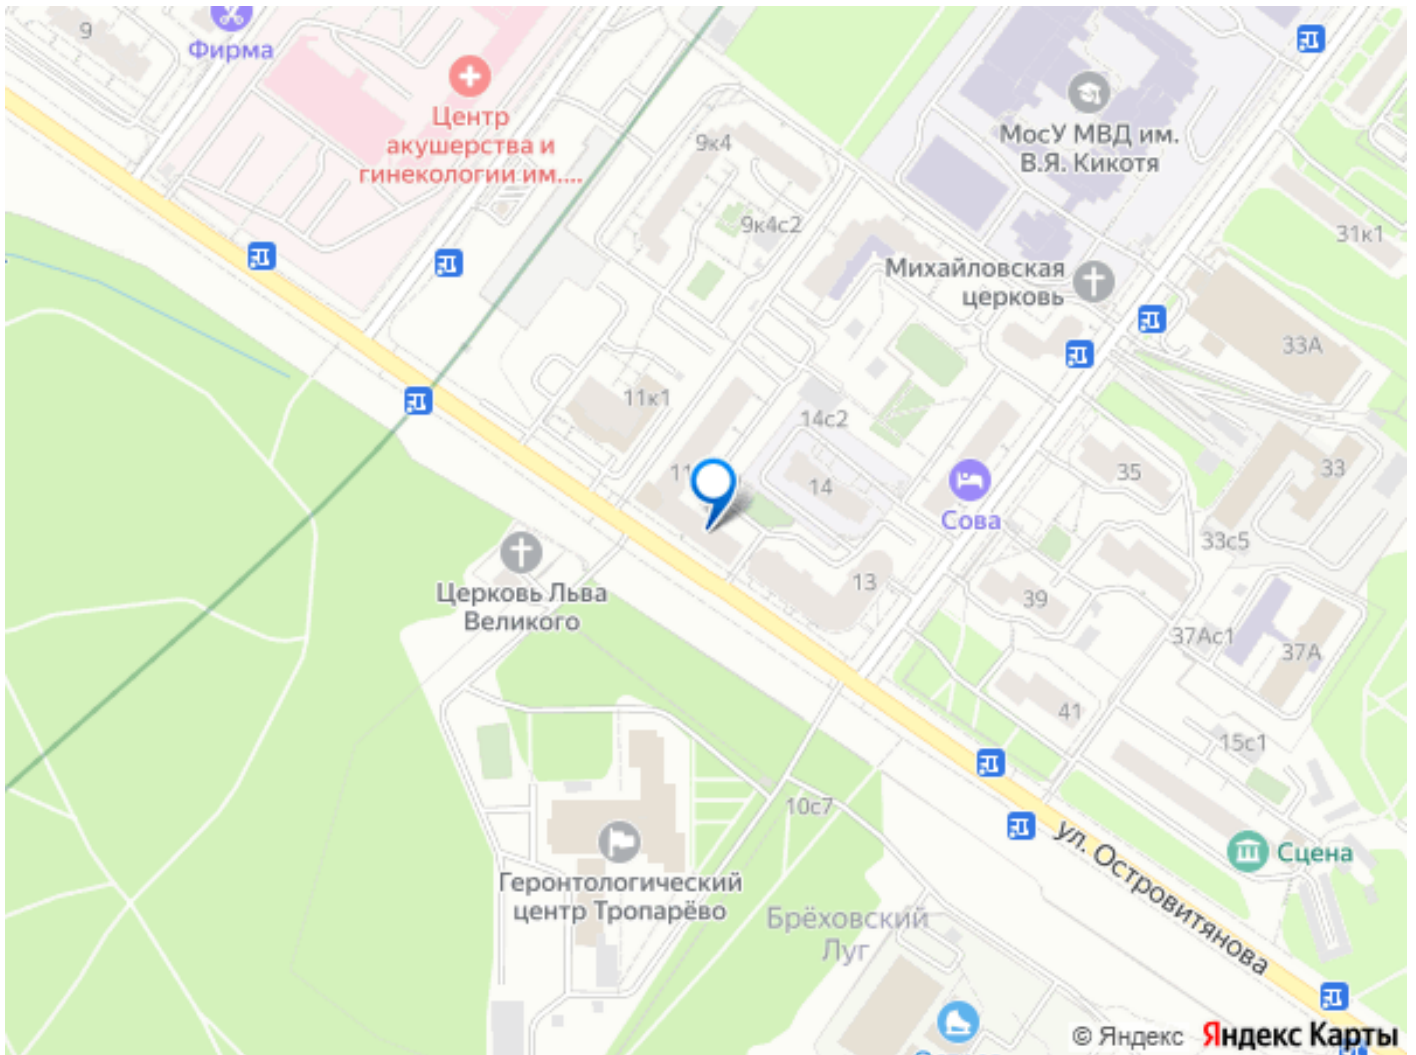 9
Фирма
Центр
акушерства и
гинекологии им....
МосУ МВД им.
В.Я. Кикотя
9к4
9к4с2
31к1
Михайловская
церковь
33А
11к1
14с2
14
35
33
Сова
33с5
Церковь Льва
Великого
13
39
37Ас1
37А
41
15с1
10с7
ул. Островитянова
Сцена
Геронтологический
центр Тропарёво
Брёховский
Луг
© Яндекс Яндекс Карты